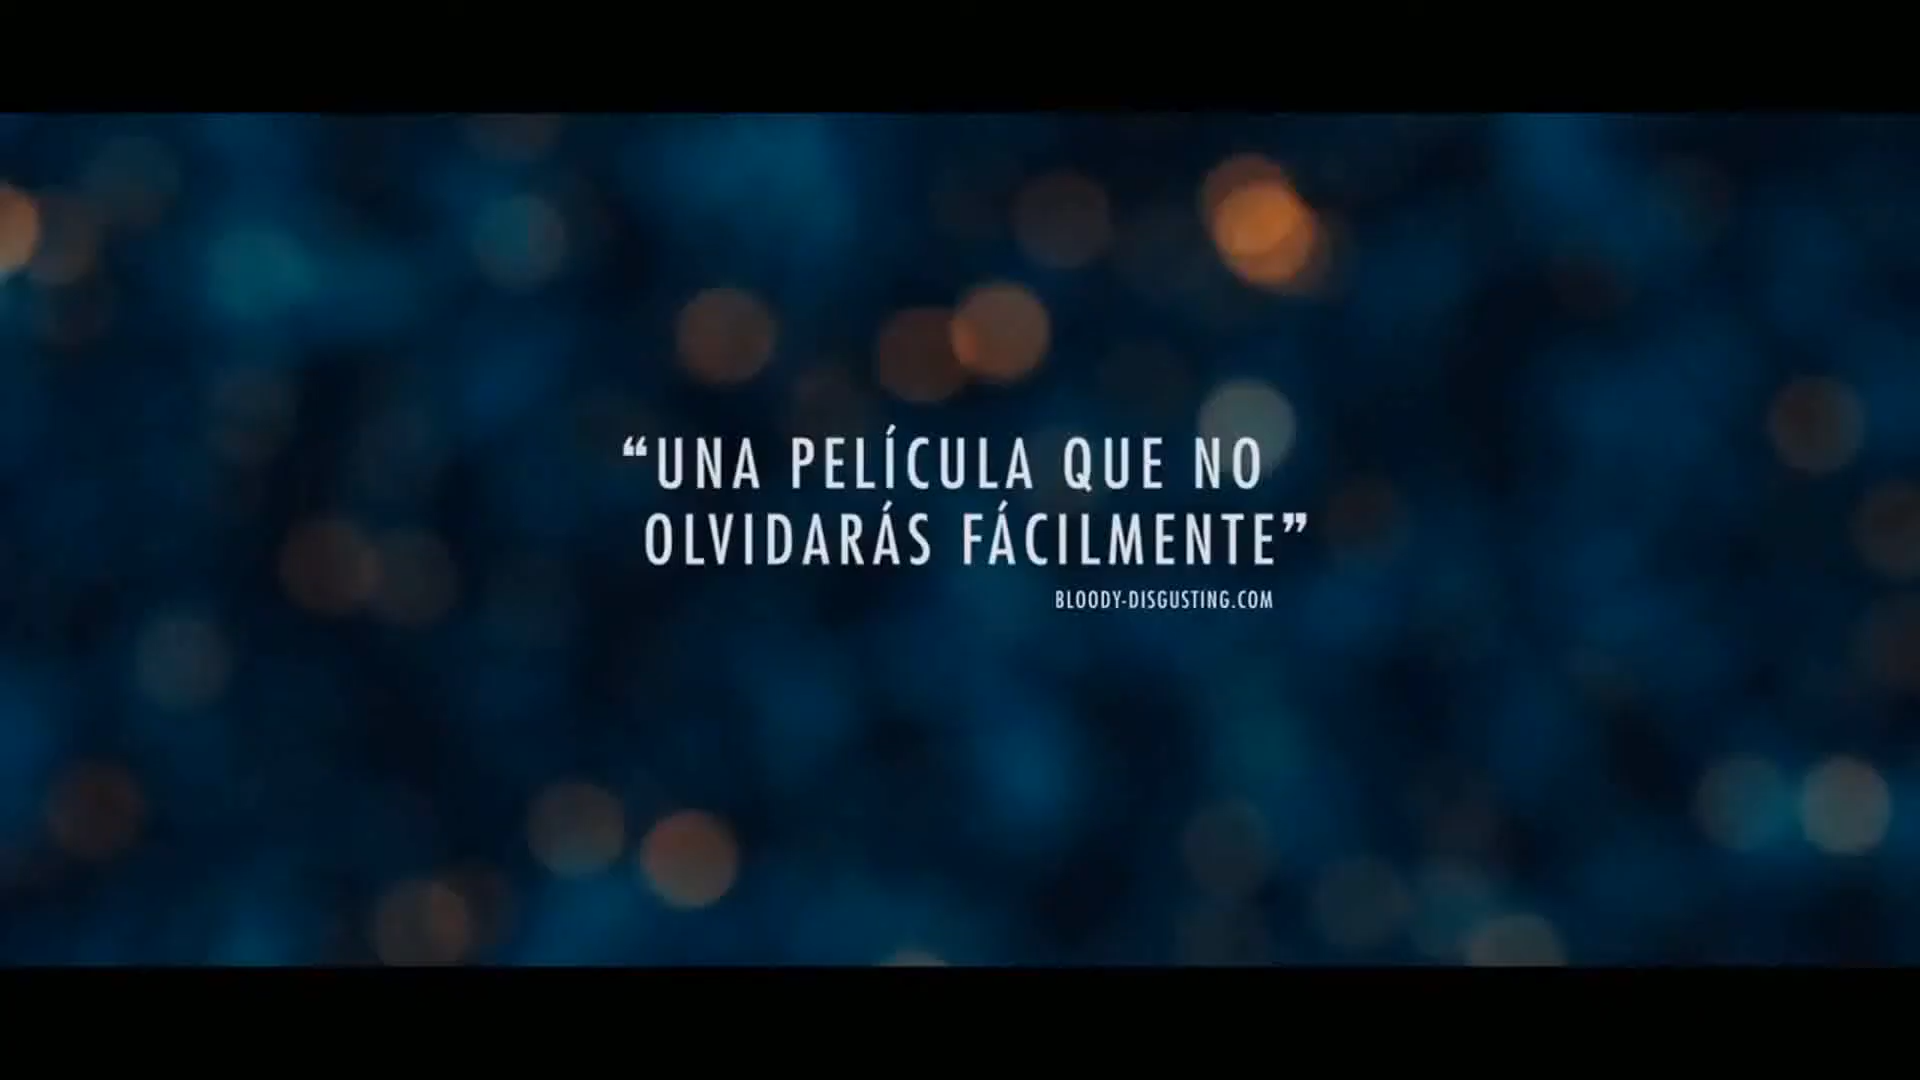 “UNA PELÍCULA QUE NO
OLVIDARÁS FÁCILMENTE”
BLOODY-DISGUSTING.COM